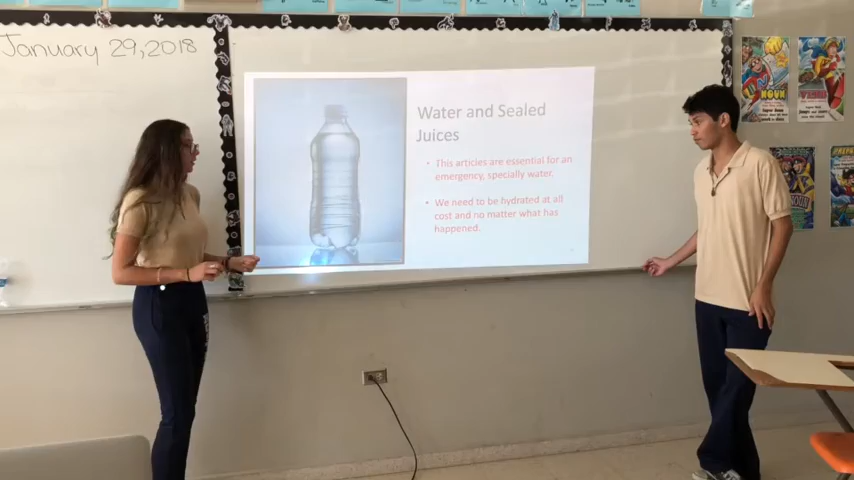 January 29,2018
Water and Sealed
Juices
• This articles are essential for an
emergency, specially water.
• We need to be hydrated at all
cost and no matter what has
happened.
NOUN